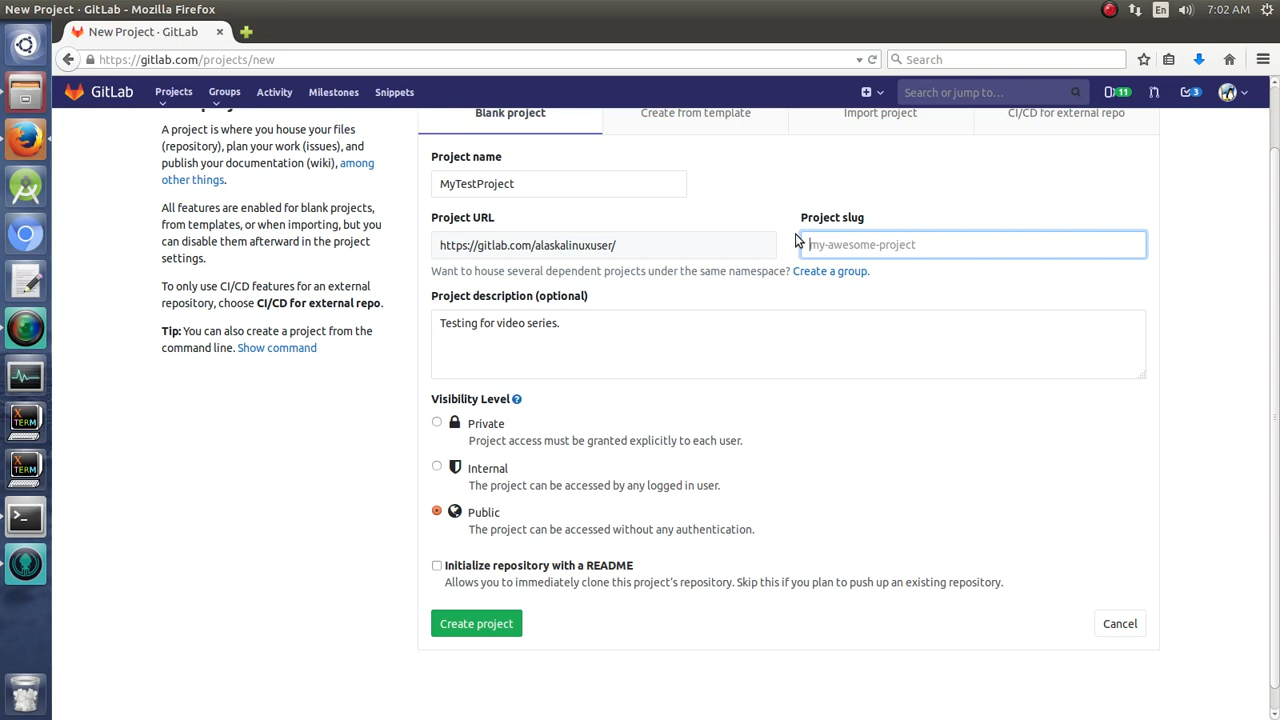 New Project · GitLab - Mozilla Firefox
En
7:02 AM
New Project · GitLab
https://gitlab.com/projects/new
Search
GitLab
Projects
Groups
Activity
Milestones
Snippets
Search or jump to...
11
3
A project is where you house your files
(repository), plan your work (issues), and
publish your documentation (wiki), among
other things.
All features are enabled for blank projects,
from templates, or when importing, but you
can disable them afterward in the project
settings.
To only use CI/CD features for an external
repository, choose CI/CD for external repo.
Tip: You can also create a project from the
command line. Show command
Blank project
Create from template
Import project
CI/CD for external repo
Project name
MyTestProject
Project URL
Project slug
https://gitlab.com/alaskalinuxuser/
my-awesome-project
Want to house several dependent projects under the same namespace? Create a group.
Project description (optional)
Testing for video series.
Visibility Level
Private
Project access must be granted explicitly to each user.
Internal
The project can be accessed by any logged in user.
Public
The project can be accessed without any authentication.
Initialize repository with a README
Allows you to immediately clone this project's repository. Skip this if you plan to push up an existing repository.
Create project
Cancel
X
TERM
X
TERM